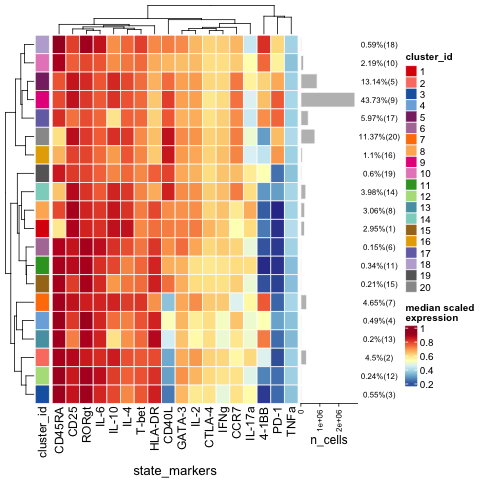 0.59%(18)
2.19%(10)
13.14%(5)
43.73%(9)
5.97%(17)
11.37%(20)
1.1%(16)
0.6%(19)
3.98%(14)
3.06%(8)
2.95%(1)
0.15%(6)
0.34%(11)
0.21%(15)
4.65%(7)
0.49%(4)
0.2%(13)
4.5%(2)
0.24%(12)
0.55%(3)
cluster_id
CD45RA
CD25
RORgt
IL-6
IL-10
IL-4
T-bet
HLA-DR
CD40L
GATA-3
IL-2
CTLA-4
IFNg
CCR7
IL-17a
4-1BB
PD-1
TNFa
0
1e+06
2e+06
n_cells
state_markers
cluster_id
1
2
3
4
5
6
7
8
9
10
11
12
13
14
15
16
17
18
19
20
median scaled
expression
1
0.8
0.6
0.4
0.2